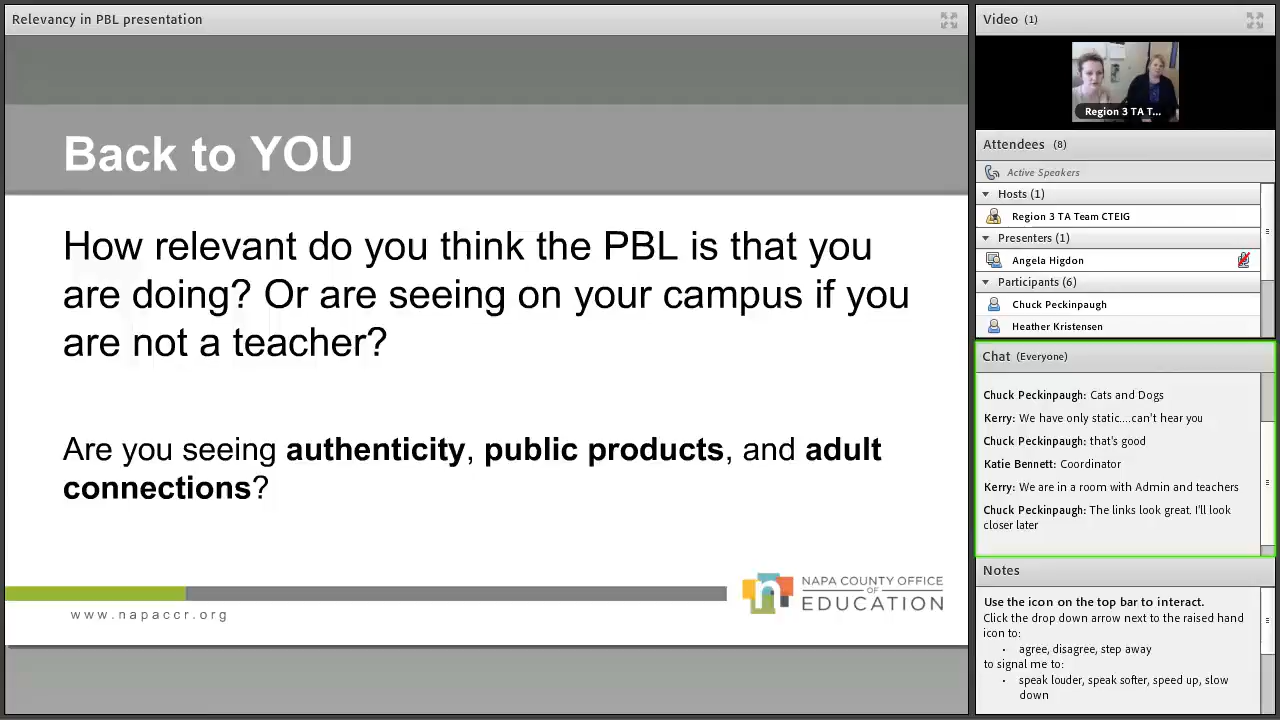 Relevancy in PBL presentation
Back to YOU
How relevant do you think the PBL is that you
are doing? Or are seeing on your campus if you
are not a teacher?
Are you seeing authenticity, public products, and adult
connections?
www.napaccr.org
n
NAPA COUNTY OFFICE
OF
EDUCATION
Video (1)
Region 3 TA T...
Attendees (8)
Active Speakers
Hosts (1)
Region 3 TA Team CTEIG
Presenters (1)
Angela Higdon
Participants (6)
Chuck Peckinpaugh
Heather Kristensen
Chat (Everyone)
Chuck Peckinpaugh: Cats and Dogs
Kerry: We have only static...can't hear you
Chuck Peckinpaugh: that's good
Katie Bennett: Coordinator
Kerry: We are in a room with Admin and teachers
Chuck Peckinpaugh: The links look great. I'll look
closer later
Notes
Use the icon on the top bar to interact.
Click the drop down arrow next to the raised hand
icon to:
• agree, disagree, step away
to signal me to:
• speak louder, speak softer, speed up, slow
down